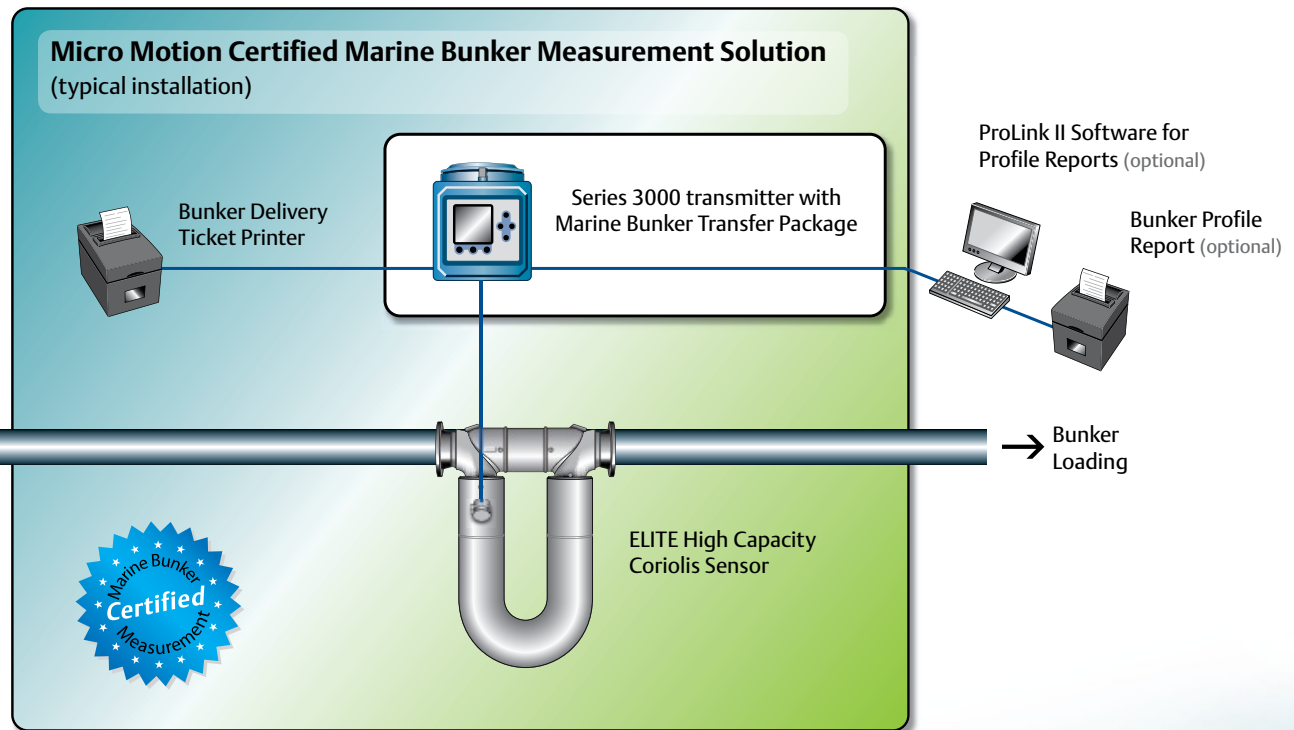 Micro Motion Certified Marine Bunker Measurement Solution
(typical installation)
ProLink II Software for
Profile Reports (optional)
Series 3000 transmitter with
Marine Bunker Transfer Package
Bunker Delivery
Ticket Printer
Bunker Profile
Report (optional)
Bunker
Loading
ELITE High Capacity
Coriolis Sensor
Marine Bunker
Certified
Measurement